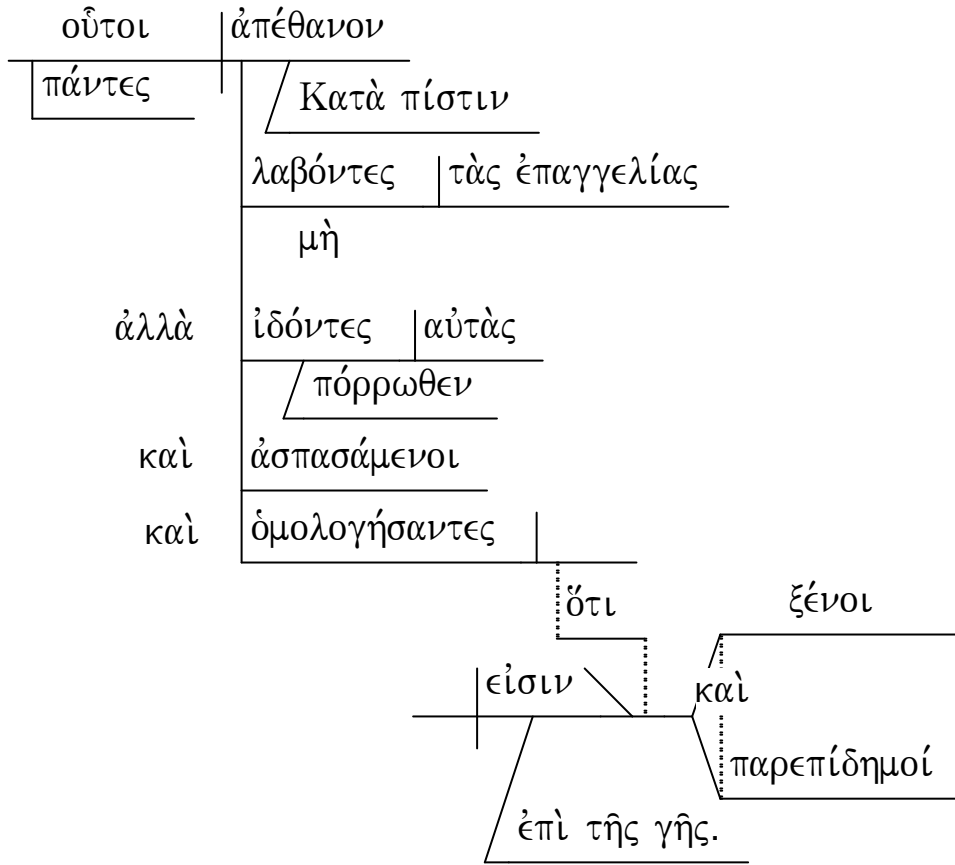 οὗτοι ἀπέθανον
πάντες
Κατὰ πίστιν
λαβόντες τὰς ἐπαγγελίας
μὴ
ἀλλὰ ἰδόντες αὐτὰς
πόρρωθεν
καὶ ἀσπασάμενοι
καὶ ὁμολογήσαντες
ὅτι ξένοι
εἰσιν καὶ
παρεπίδημοί
ἐπὶ τῆς γῆς.